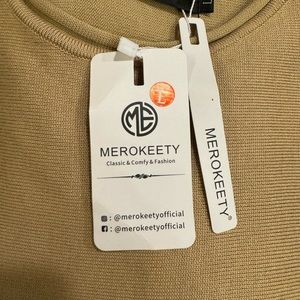 L
ME
MEROKEETY
Classic & Comfy & Fashion
: @merokeetyofficial
: @merokeetyofficial
MEROKEETY®